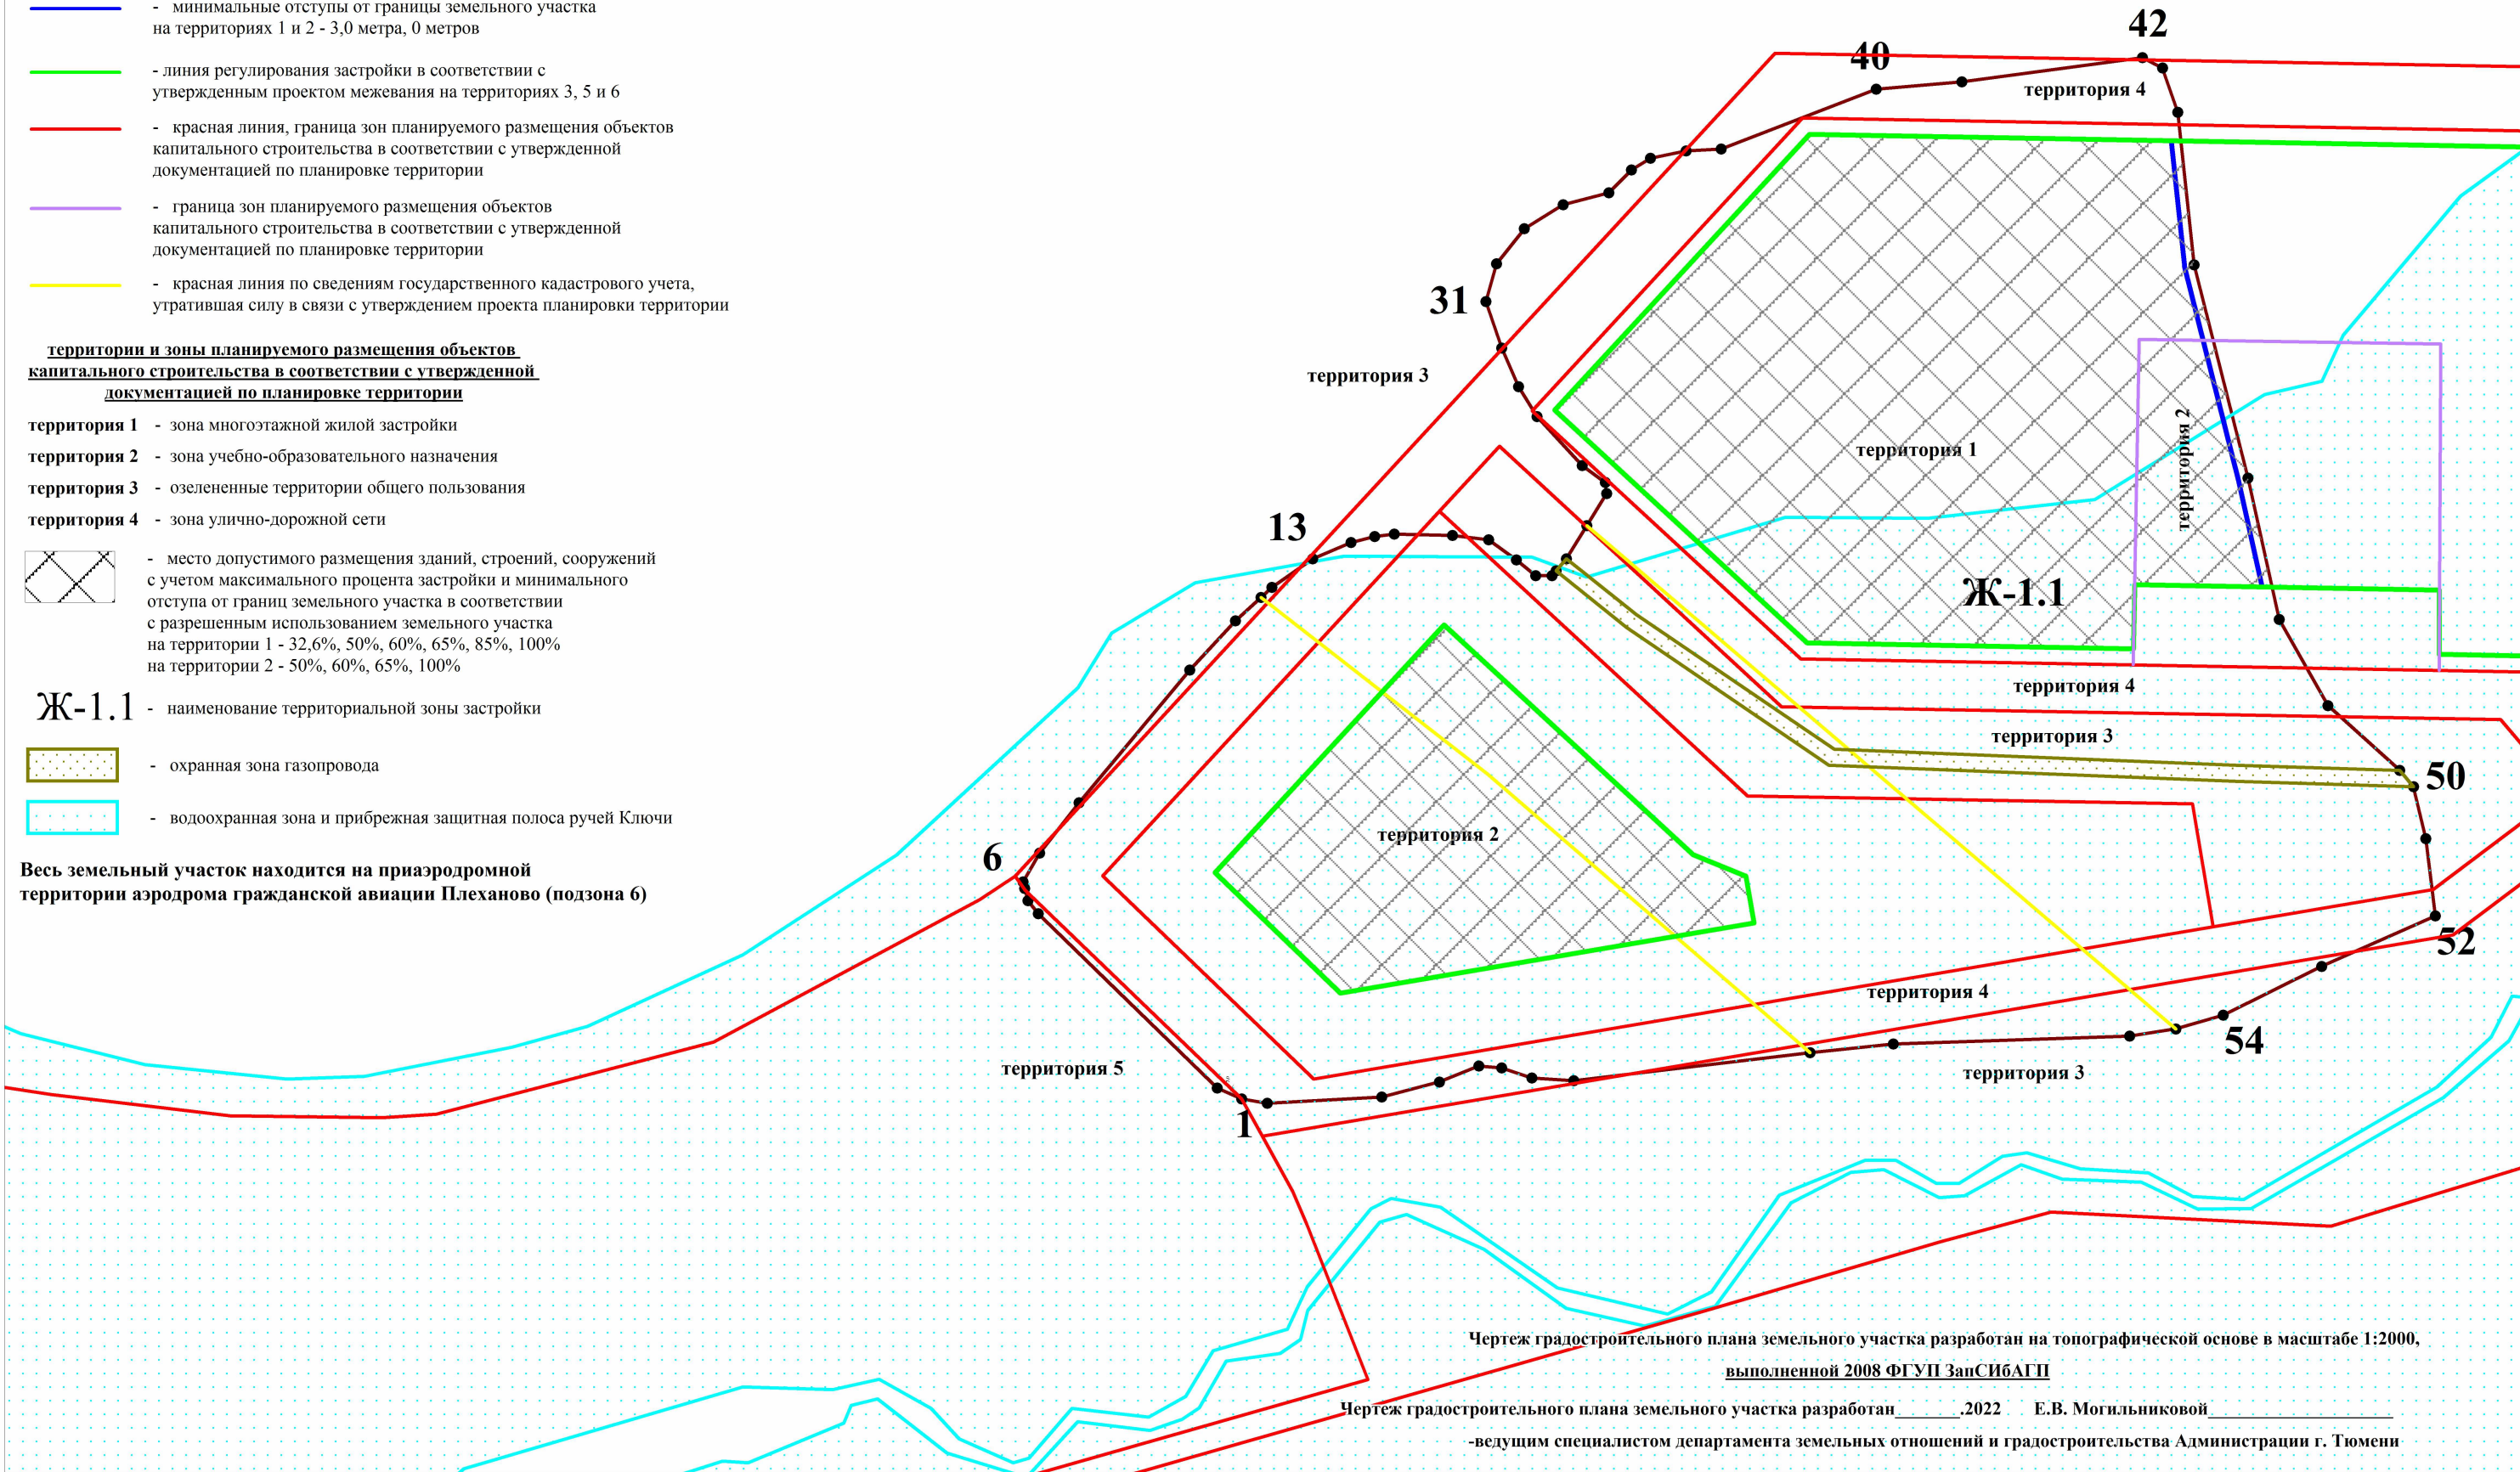 - минимальные отступы от границы земельного участка
на территориях 1 и 2 - 3,0 метра, 0 метров
- линия регулирования застройки в соответствии с
утвержденным проектом межевания на территориях 3, 5 и 6
- красная линия, граница зон планируемого размещения объектов
капитального строительства в соответствии с утвержденной
документацией по планировке территории
- граница зон планируемого размещения объектов
капитального строительства в соответствии с утвержденной
документацией по планировке территории
- красная линия по сведениям государственного кадастрового учета,
утратившая силу в связи с утверждением проекта планировки территории
территории и зоны планируемого размещения объектов
капитального строительства в соответствии с утвержденной
документацией по планировке территории
территория 1 - зона многоэтажной жилой застройки
территория 2 - зона учебно-образовательного назначения
территория 3 - озелененные территории общего пользования
территория 4 - зона улично-дорожной сети
- место допустимого размещения зданий, строений, сооружений
с учетом максимального процента застройки и минимального
отступа от границ земельного участка в соответствии
с разрешенным использованием земельного участка
на территории 1 - 32,6%, 50%, 60%, 65%, 85%, 100%
на территории 2 - 50%, 60%, 65%, 100%
Ж-1.1 - наименование территориальной зоны застройки
- охранная зона газопровода
- водоохранная зона и прибрежная защитная полоса ручей Ключи
Весь земельный участок находится на приаэродромной
территории аэродрома гражданской авиации Плеханово (подзона 6)
42
40
территория 4
31
территория 3
территория 1
территория 2
13
Ж-1.1
территория 4
территория 3
50
территория 2
6
52
территория 4
54
территория 5
территория 3
1
Чертеж градостроительного плана земельного участка разработан на топографической основе в масштабе 1:2000,
выполненной 2008 ФГУП ЗапСИбАГП
Чертеж градостроительного плана земельного участка разработан_______.2022 Е.В. Могильниковой____________________
-ведущим специалистом департамента земельных отношений и градостроительства Администрации г. Тюмени